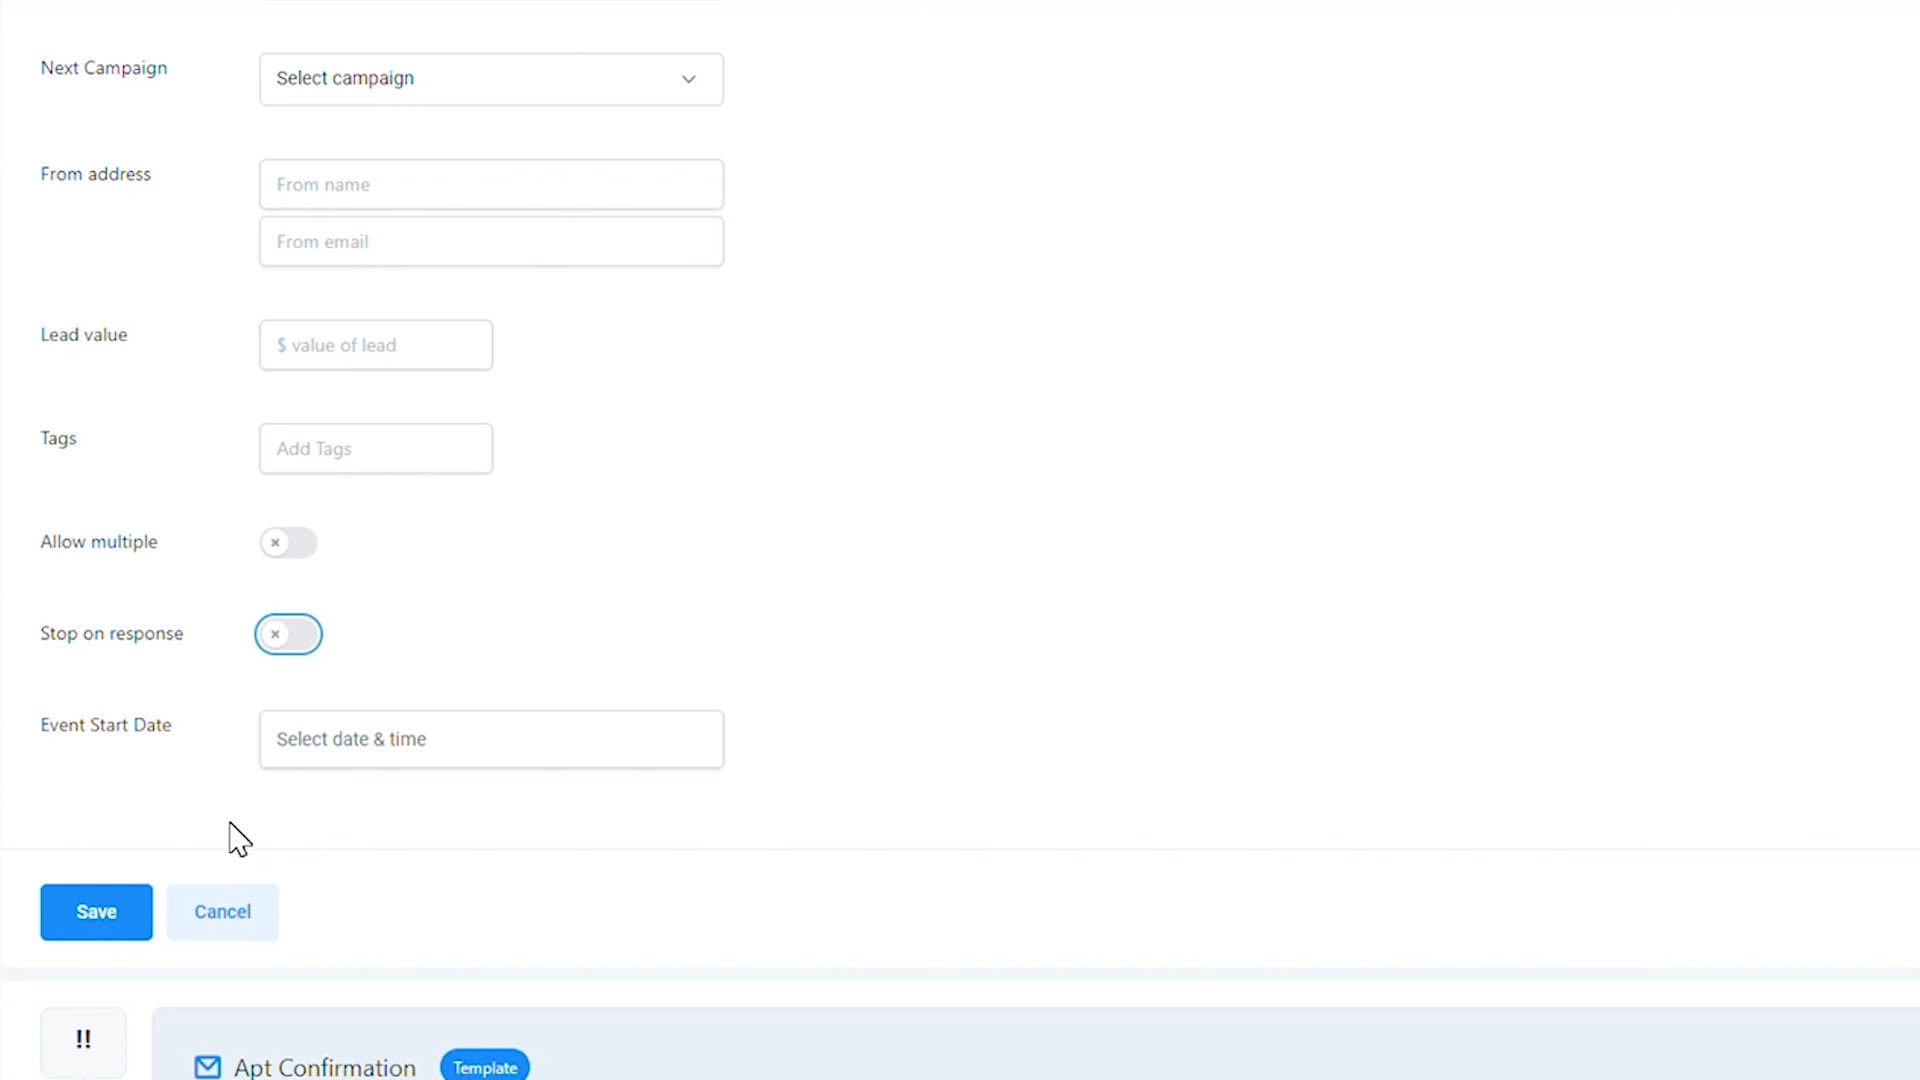 Next Campaign
Select campaign
From address
From name
From email
Lead value
$ value of lead
Tags
Add Tags
Allow multiple
Stop on response
Event Start Date
Select date & time
Save
Cancel
!!
Apt Confirmation
Template